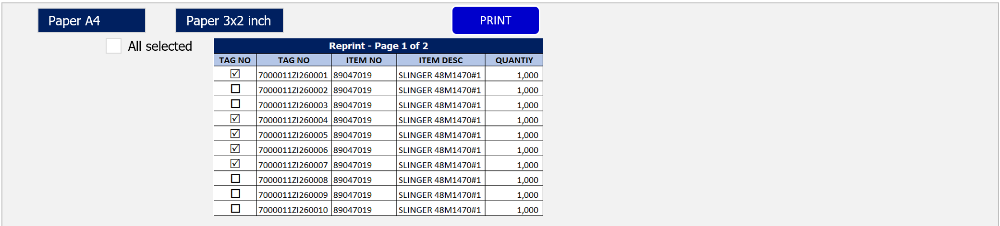 Paper A4 Paper 3x2 inch PRINT
All selected
Reprint - Page 1 of 2
TAG NO TAG NO ITEM NO ITEM DESC QUANTIY
☑ 7000011ZI260001 89047019 SLINGER 48M1470#1 1,000
☐ 7000011ZI260002 89047019 SLINGER 48M1470#1 1,000
☐ 7000011ZI260003 89047019 SLINGER 48M1470#1 1,000
☑ 7000011ZI260004 89047019 SLINGER 48M1470#1 1,000
☑ 7000011ZI260005 89047019 SLINGER 48M1470#1 1,000
☑ 7000011ZI260006 89047019 SLINGER 48M1470#1 1,000
☑ 7000011ZI260007 89047019 SLINGER 48M1470#1 1,000
☐ 7000011ZI260008 89047019 SLINGER 48M1470#1 1,000
☐ 7000011ZI260009 89047019 SLINGER 48M1470#1 1,000
☐ 7000011ZI260010 89047019 SLINGER 48M1470#1 1,000